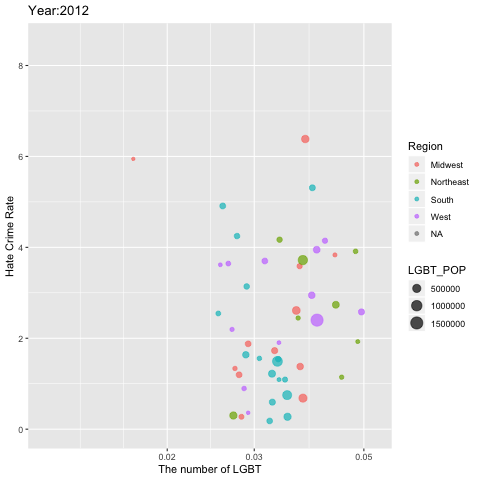 Year:2012
8
6
4
2
0
Hate Crime Rate
0.02
0.03
0.05
The number of LGBT
Region
Midwest
Northeast
South
West
NA
LGBT_POP
500000
1000000
1500000